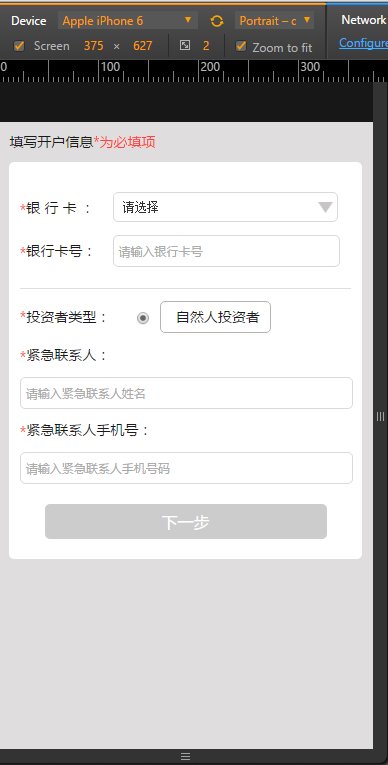 Device Apple iPhone 6 Portrait – c Network
Screen 375 × 627 2 Zoom to fit Configure
0 100 200 300
填写开户信息*为必填项
*银 行 卡 ： 请选择
*银行卡号： 请输入银行卡号
*投资者类型： 自然人投资者
*紧急联系人：
请输入紧急联系人姓名
*紧急联系人手机号：
请输入紧急联系人手机号码
下一步